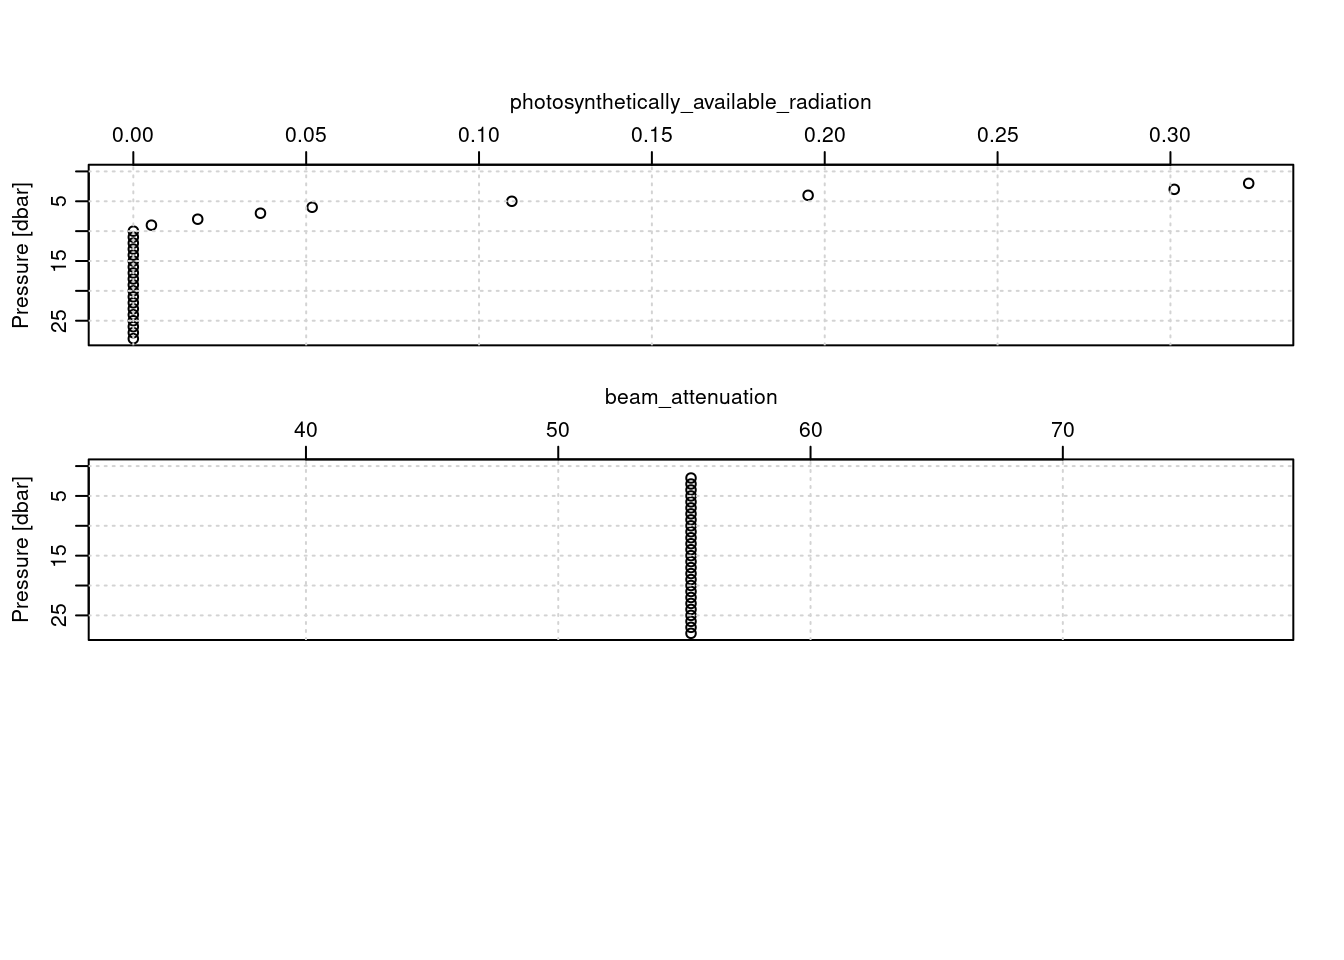 photosynthetically_available_radiation
0.00 0.05 0.10 0.15 0.20 0.25 0.30
Pressure [dbar]
5
15
25
beam_attenuation
40 50 60 70
Pressure [dbar]
5
15
25